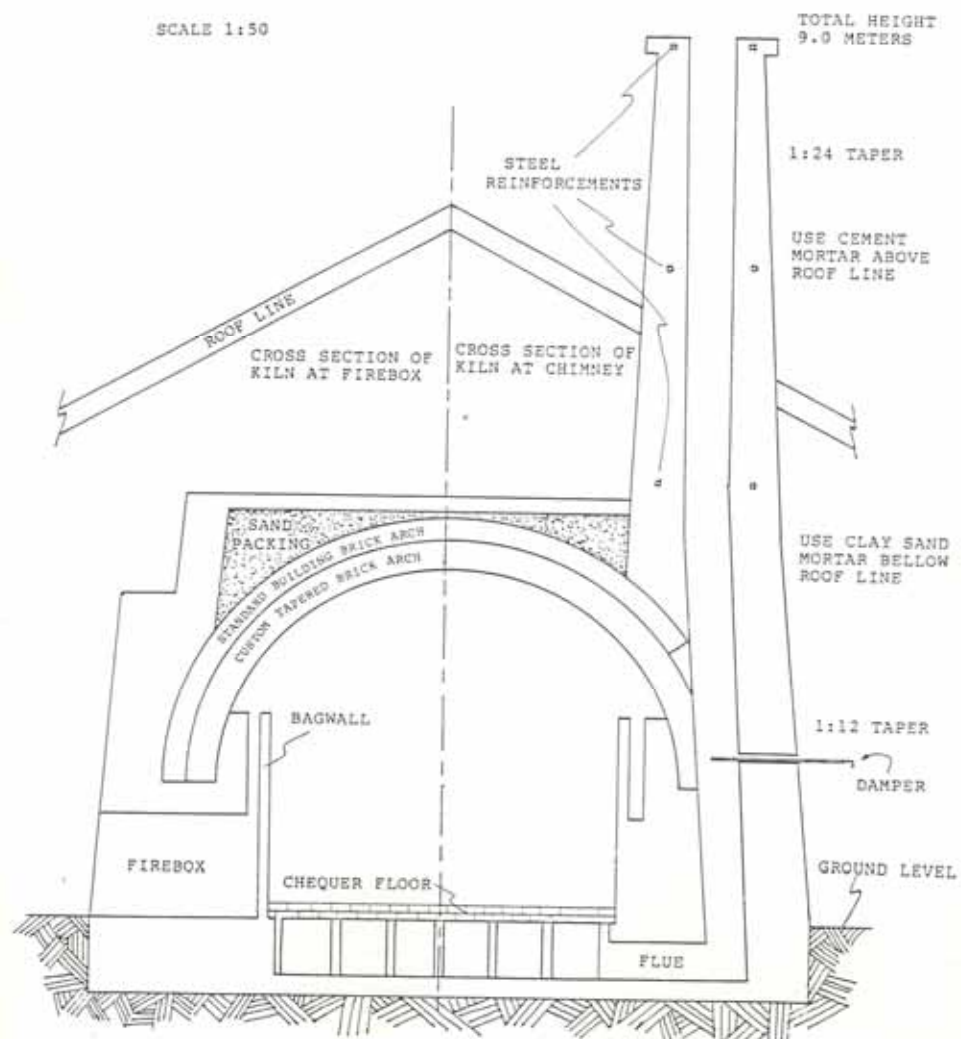 SCALE 1:50
TOTAL HEIGHT
9.0 METERS
1:24 TAPER
STEEL
REINFORCEMENTS
USE CEMENT
MORTAR ABOVE
ROOF LINE
ROOF LINE
CROSS SECTION OF
KILN AT FIREBOX
CROSS SECTION OF
KILN AT CHIMNEY
SAND
PACKING
STANDARD BUILDING BRICK ARCH
CUSTOM TAPERED BRICK ARCH
USE CLAY SAND
MORTAR BELLOW
ROOF LINE
BAGWALL
1:12 TAPER
DAMPER
FIREBOX
CHEQUER FLOOR
GROUND LEVEL
FLUE